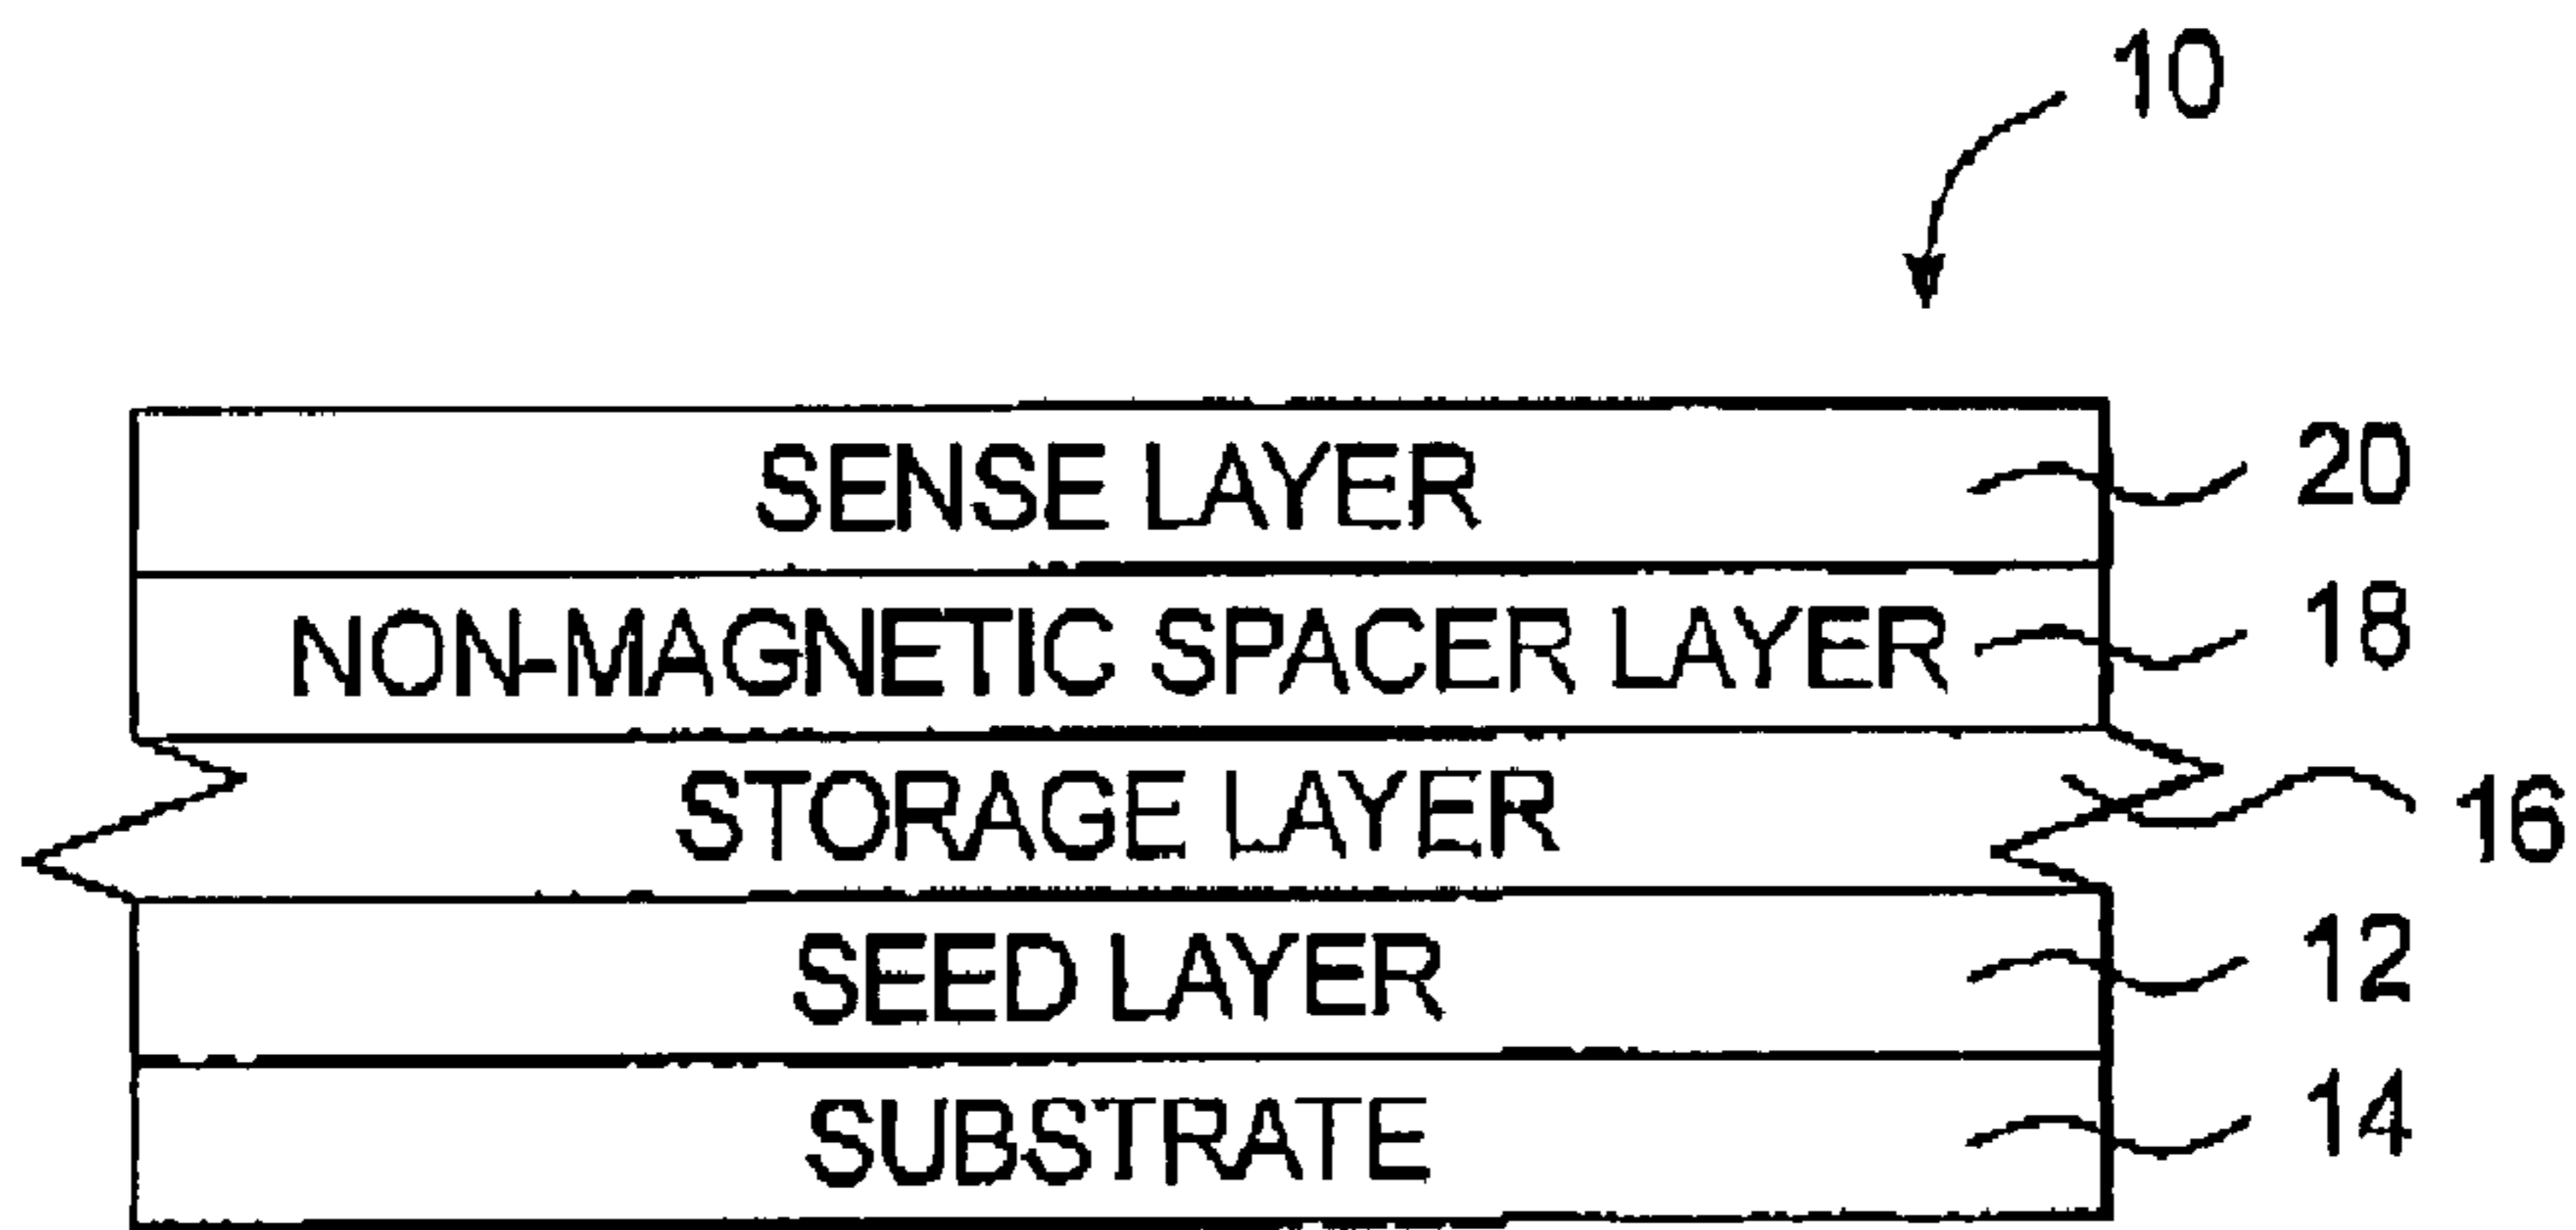 10
SENSE LAYER 20
NON-MAGNETIC SPACER LAYER 18
STORAGE LAYER 16
SEED LAYER 12
SUBSTRATE 14